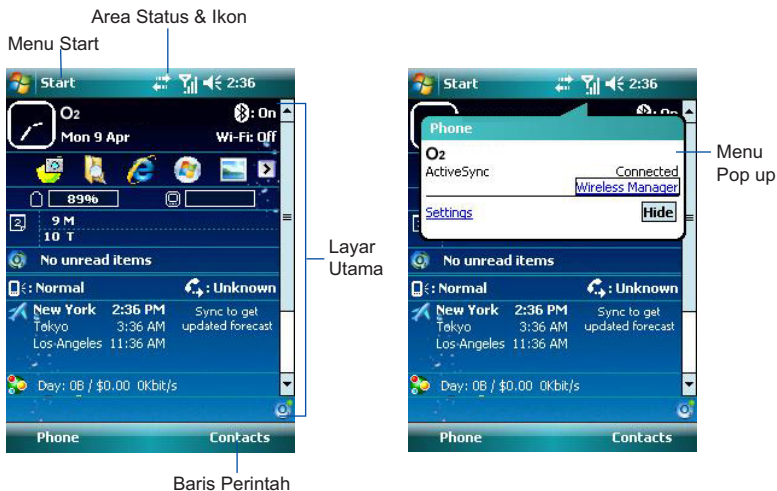 Area Status & Ikon
Menu Start
Start 2:36
O2 : On
Mon 9 Apr Wi-Fi: Off
89%
2
9 M
10 T
No unread items
: Normal : Unknown
New York 2:36 PM Sync to get
Tokyo 3:36 AM updated forecast
Los Angeles 11:36 AM
Day: 0B / $0.00 0Kbit/s
Phone Contacts
Layar
Utama
Baris Perintah
Start 2:36
: On
Phone
O2
ActiveSync Connected
Wireless Manager
Settings Hide
No unread items
: Normal : Unknown
New York 2:36 PM Sync to get
Tokyo 3:36 AM updated forecast
Los Angeles 11:36 AM
Day: 0B / $0.00 0Kbit/s
Phone Contacts
Menu
Pop up